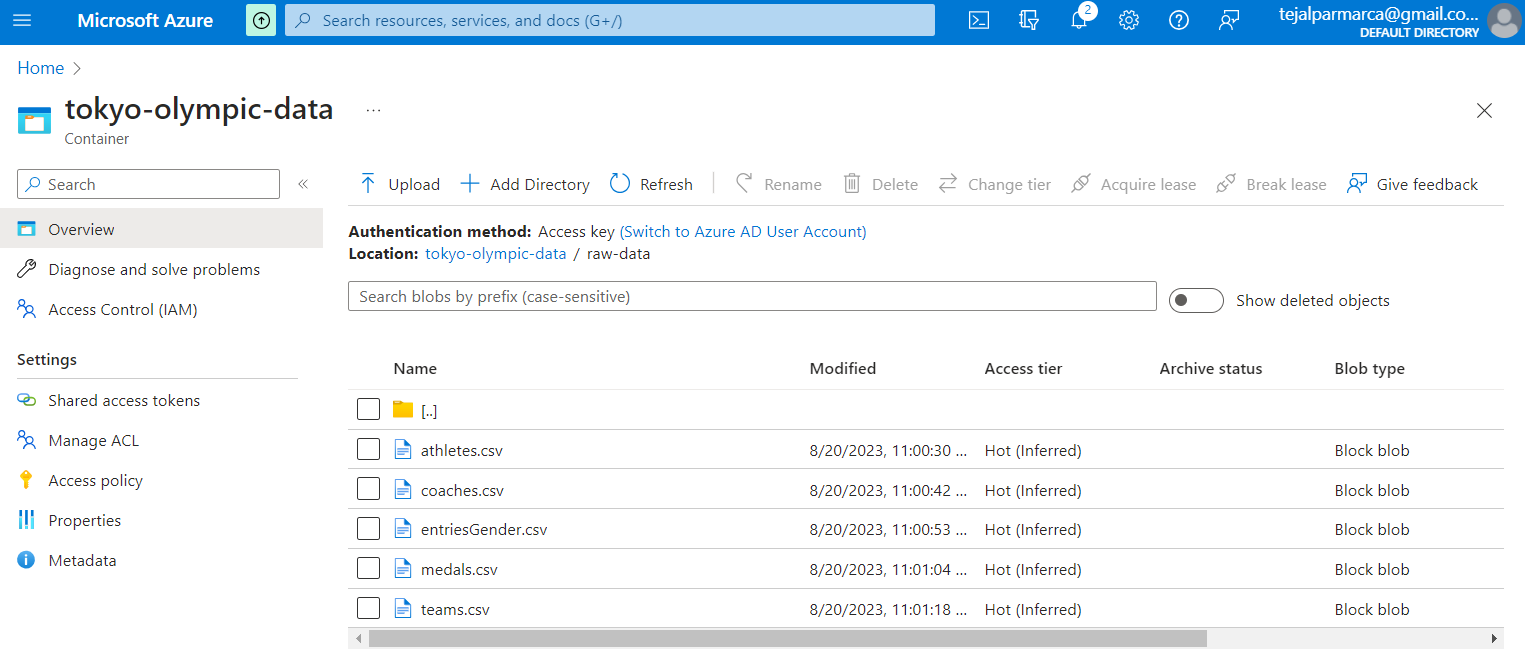 Microsoft Azure
Search resources, services, and docs (G+/)
2
tejalparmarca@gmail.co...
DEFAULT DIRECTORY
Home
tokyo-olympic-data ...
Container
Search
Upload Add Directory Refresh Rename Delete Change tier Acquire lease Break lease Give feedback
Overview
Diagnose and solve problems
Access Control (IAM)
Settings
Shared access tokens
Manage ACL
Access policy
Properties
Metadata
Authentication method: Access key (Switch to Azure AD User Account)
Location: tokyo-olympic-data / raw-data
Search blobs by prefix (case-sensitive)
Show deleted objects
Name Modified Access tier Archive status Blob type
[..]
athletes.csv 8/20/2023, 11:00:30 ... Hot (Inferred) Block blob
coaches.csv 8/20/2023, 11:00:42 ... Hot (Inferred) Block blob
entriesGender.csv 8/20/2023, 11:00:53 ... Hot (Inferred) Block blob
medals.csv 8/20/2023, 11:01:04 ... Hot (Inferred) Block blob
teams.csv 8/20/2023, 11:01:18 ... Hot (Inferred) Block blob